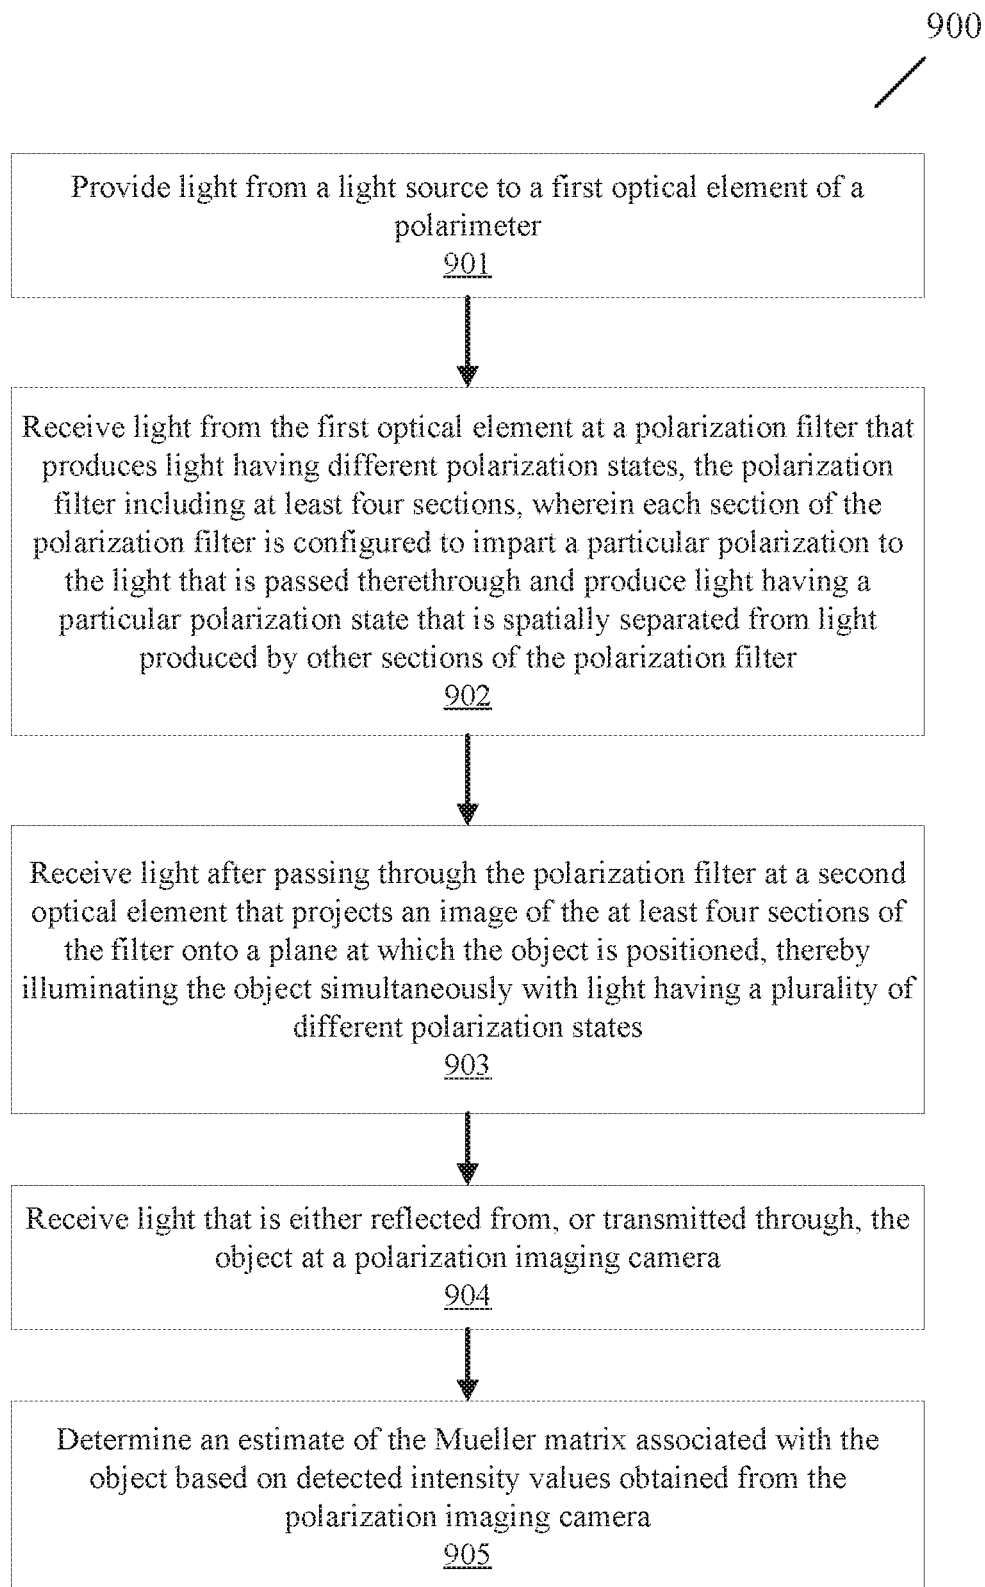 900
Provide light from a light source to a first optical element of a
polarimeter
901
Receive light from the first optical element at a polarization filter that
produces light having different polarization states, the polarization
filter including at least four sections, wherein each section of the
polarization filter is configured to impart a particular polarization to
the light that is passed therethrough and produce light having a
particular polarization state that is spatially separated from light
produced by other sections of the polarization filter
902
Receive light after passing through the polarization filter at a second
optical element that projects an image of the at least four sections of
the filter onto a plane at which the object is positioned, thereby
illuminating the object simultaneously with light having a plurality of
different polarization states
903
Receive light that is either reflected from, or transmitted through, the
object at a polarization imaging camera
904
Determine an estimate of the Mueller matrix associated with the
object based on detected intensity values obtained from the
polarization imaging camera
905